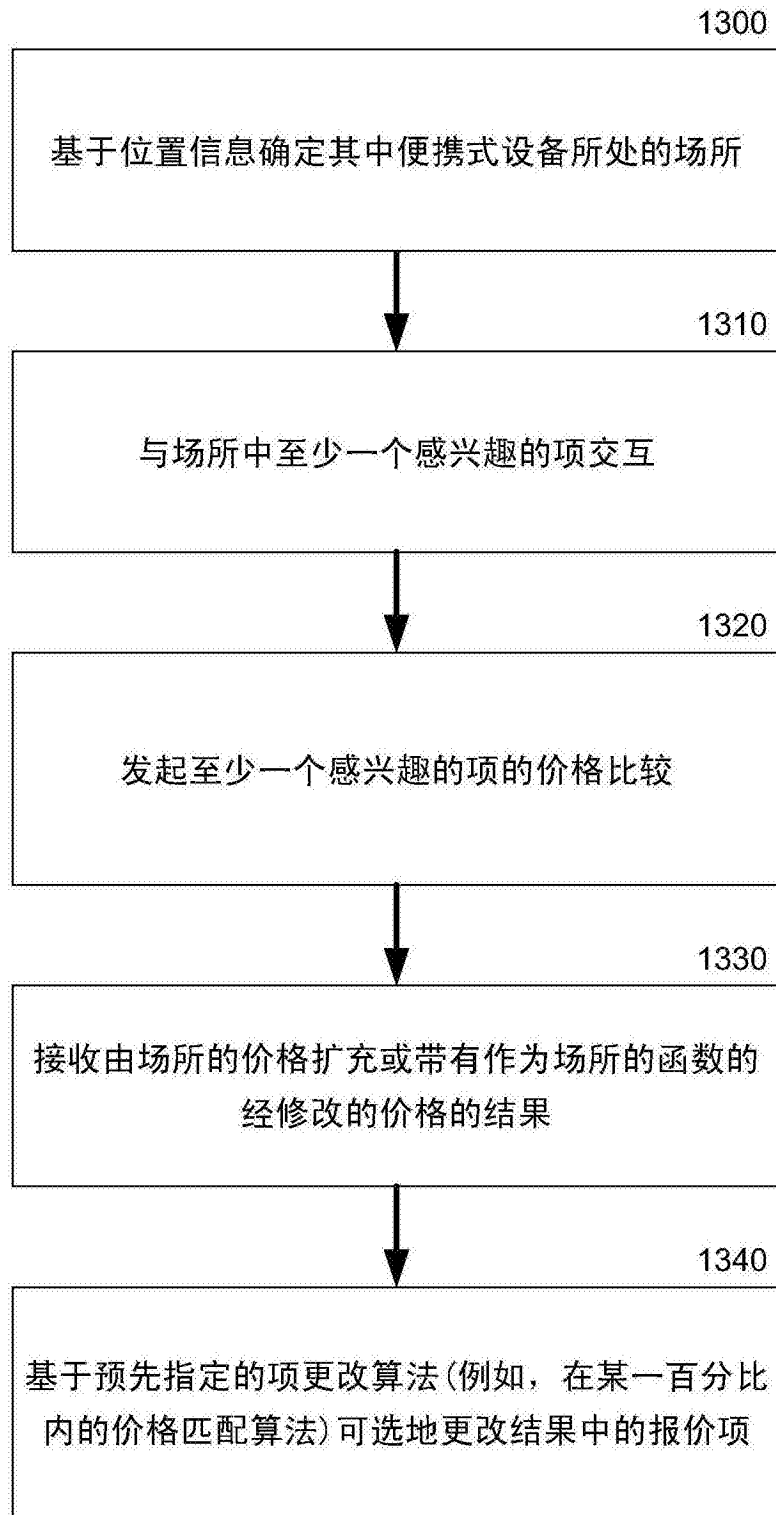 1300
基于位置信息确定其中便携式设备所处的场所
1310
与场所中至少一个感兴趣的项交互
1320
发起至少一个感兴趣的项的价格比较
1330
接收由场所的价格扩充或带有作为场所的函数的
经修改的价格的结果
1340
基于预先指定的项更改算法(例如，在某一百分比
内的价格匹配算法)可选地更改结果中的报价项